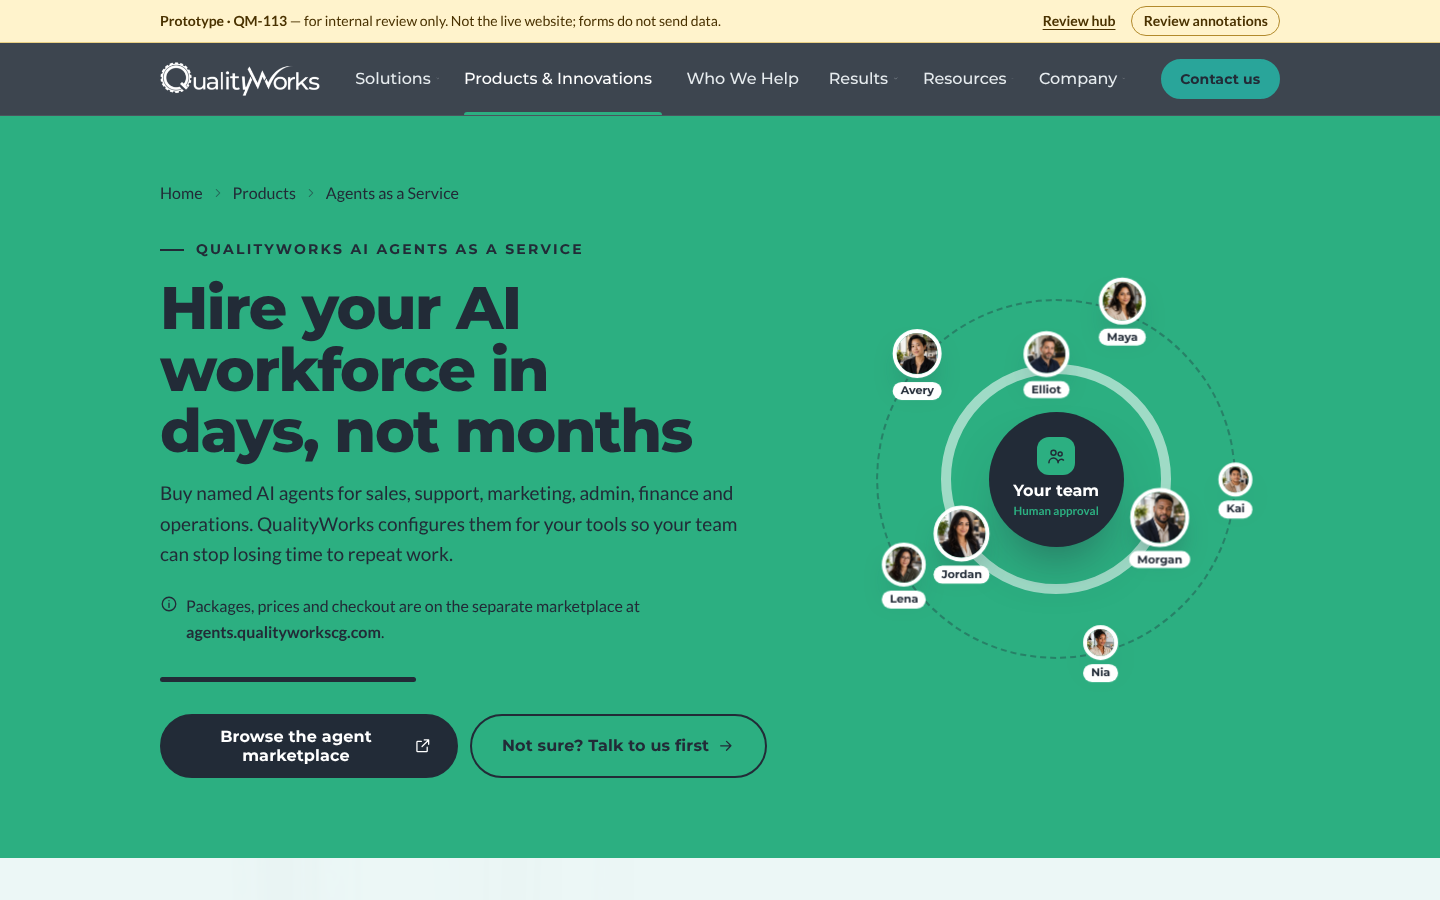 Prototype · QM-113 — for internal review only. Not the live website; forms do not send data.
Review hub
Review annotations
QualityWorks
Solutions
Products & Innovations
Who We Help
Results
Resources
Company
Contact us
Home > Products > Agents as a Service
QUALITYWORKS AI AGENTS AS A SERVICE
Hire your AI
workforce in
days, not months
Buy named AI agents for sales, support, marketing, admin, finance and
operations. QualityWorks configures them for your tools so your team
can stop losing time to repeat work.
Packages, prices and checkout are on the separate marketplace at
agents.qualityworkscg.com.
Browse the agent
marketplace
Not sure? Talk to us first →
Maya
Avery
Elliot
Your team
Human approval
Kai
Morgan
Jordan
Lena
Nia